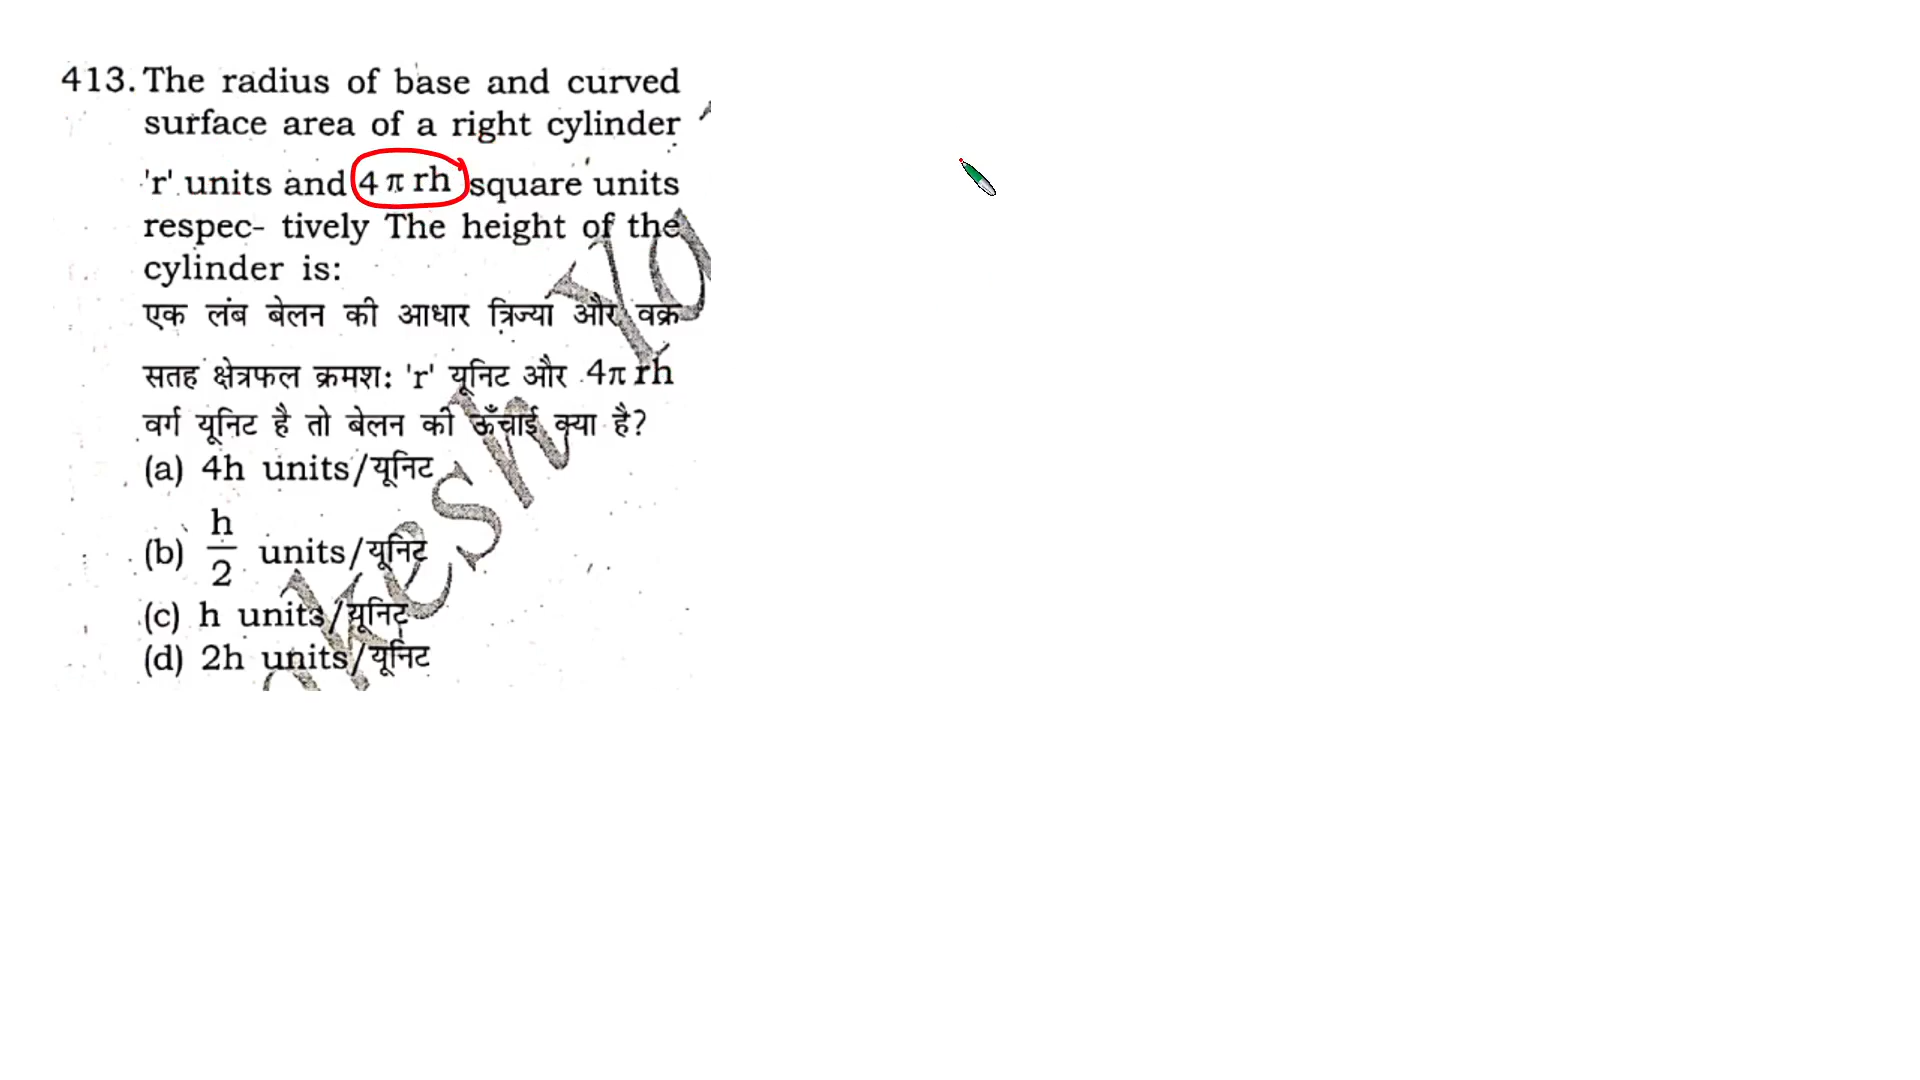 413. The radius of base and curved
surface area of a right cylinder
'r' units and 4 π rh square units
respec- tively The height of the
cylinder is:
एक लंब बेलन की आधार त्रिज्या और वक्र
सतह क्षेत्रफल क्रमश: 'r' यूनिट और 4π rh
वर्ग यूनिट है तो बेलन की ऊँचाई क्या है?
(a) 4h units/यूनिट
(b) h/2 units/यूनिट
(c) h units/यूनिट
(d) 2h units/यूनिट